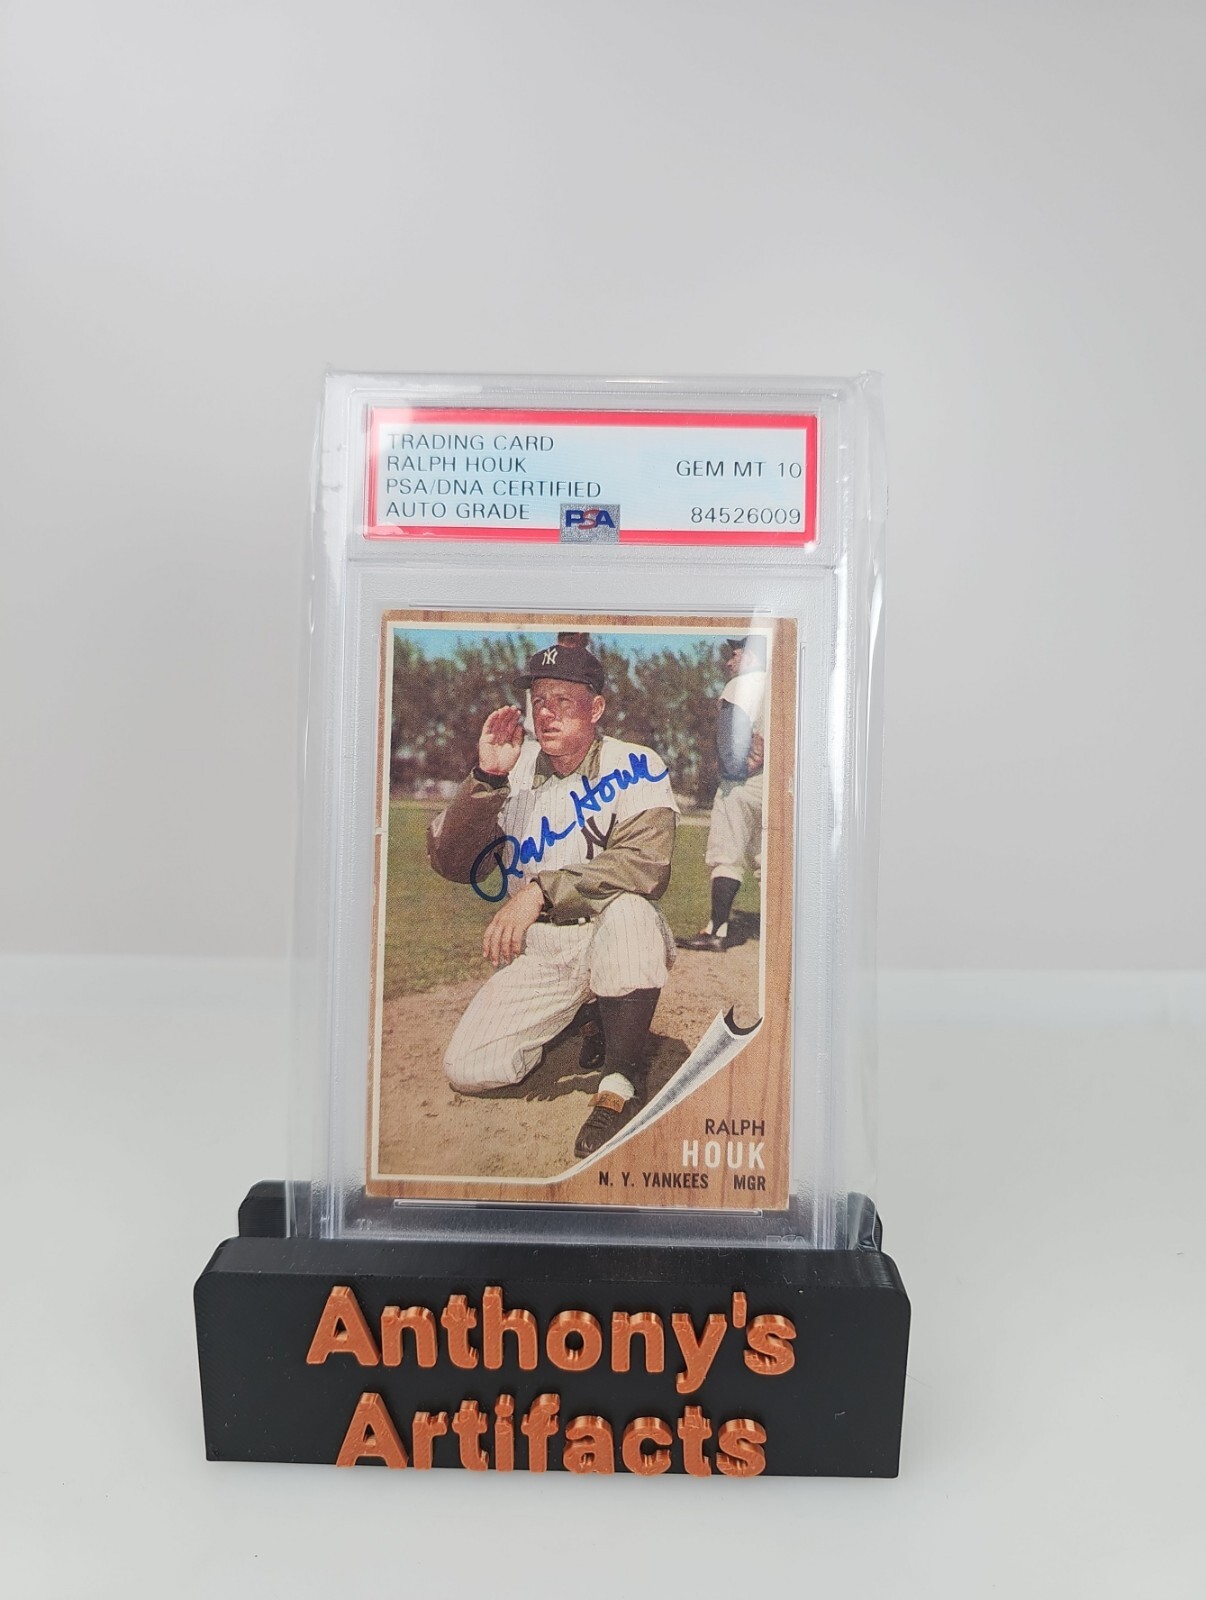 TRADING CARD
RALPH HOUK
PSA/DNA CERTIFIED
AUTO GRADE
GEM MT 10
84526009
PSA
NY
Ralph Houk
RALPH
HOUK
N. Y. YANKEES MGR
Anthony's
Artifacts